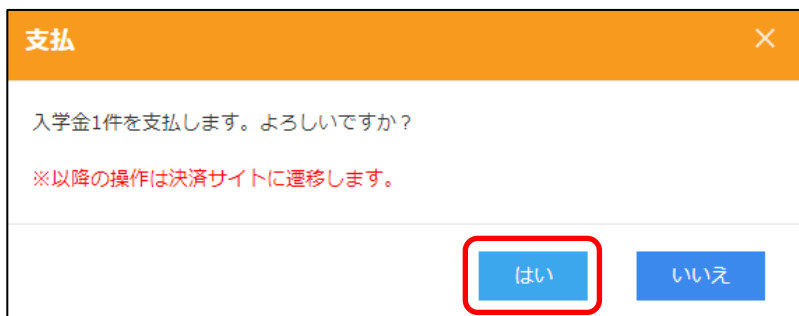 支払
入学金1件を支払します。よろしいですか？
※以降の操作は決済サイトに遷移します。
はい いいえ